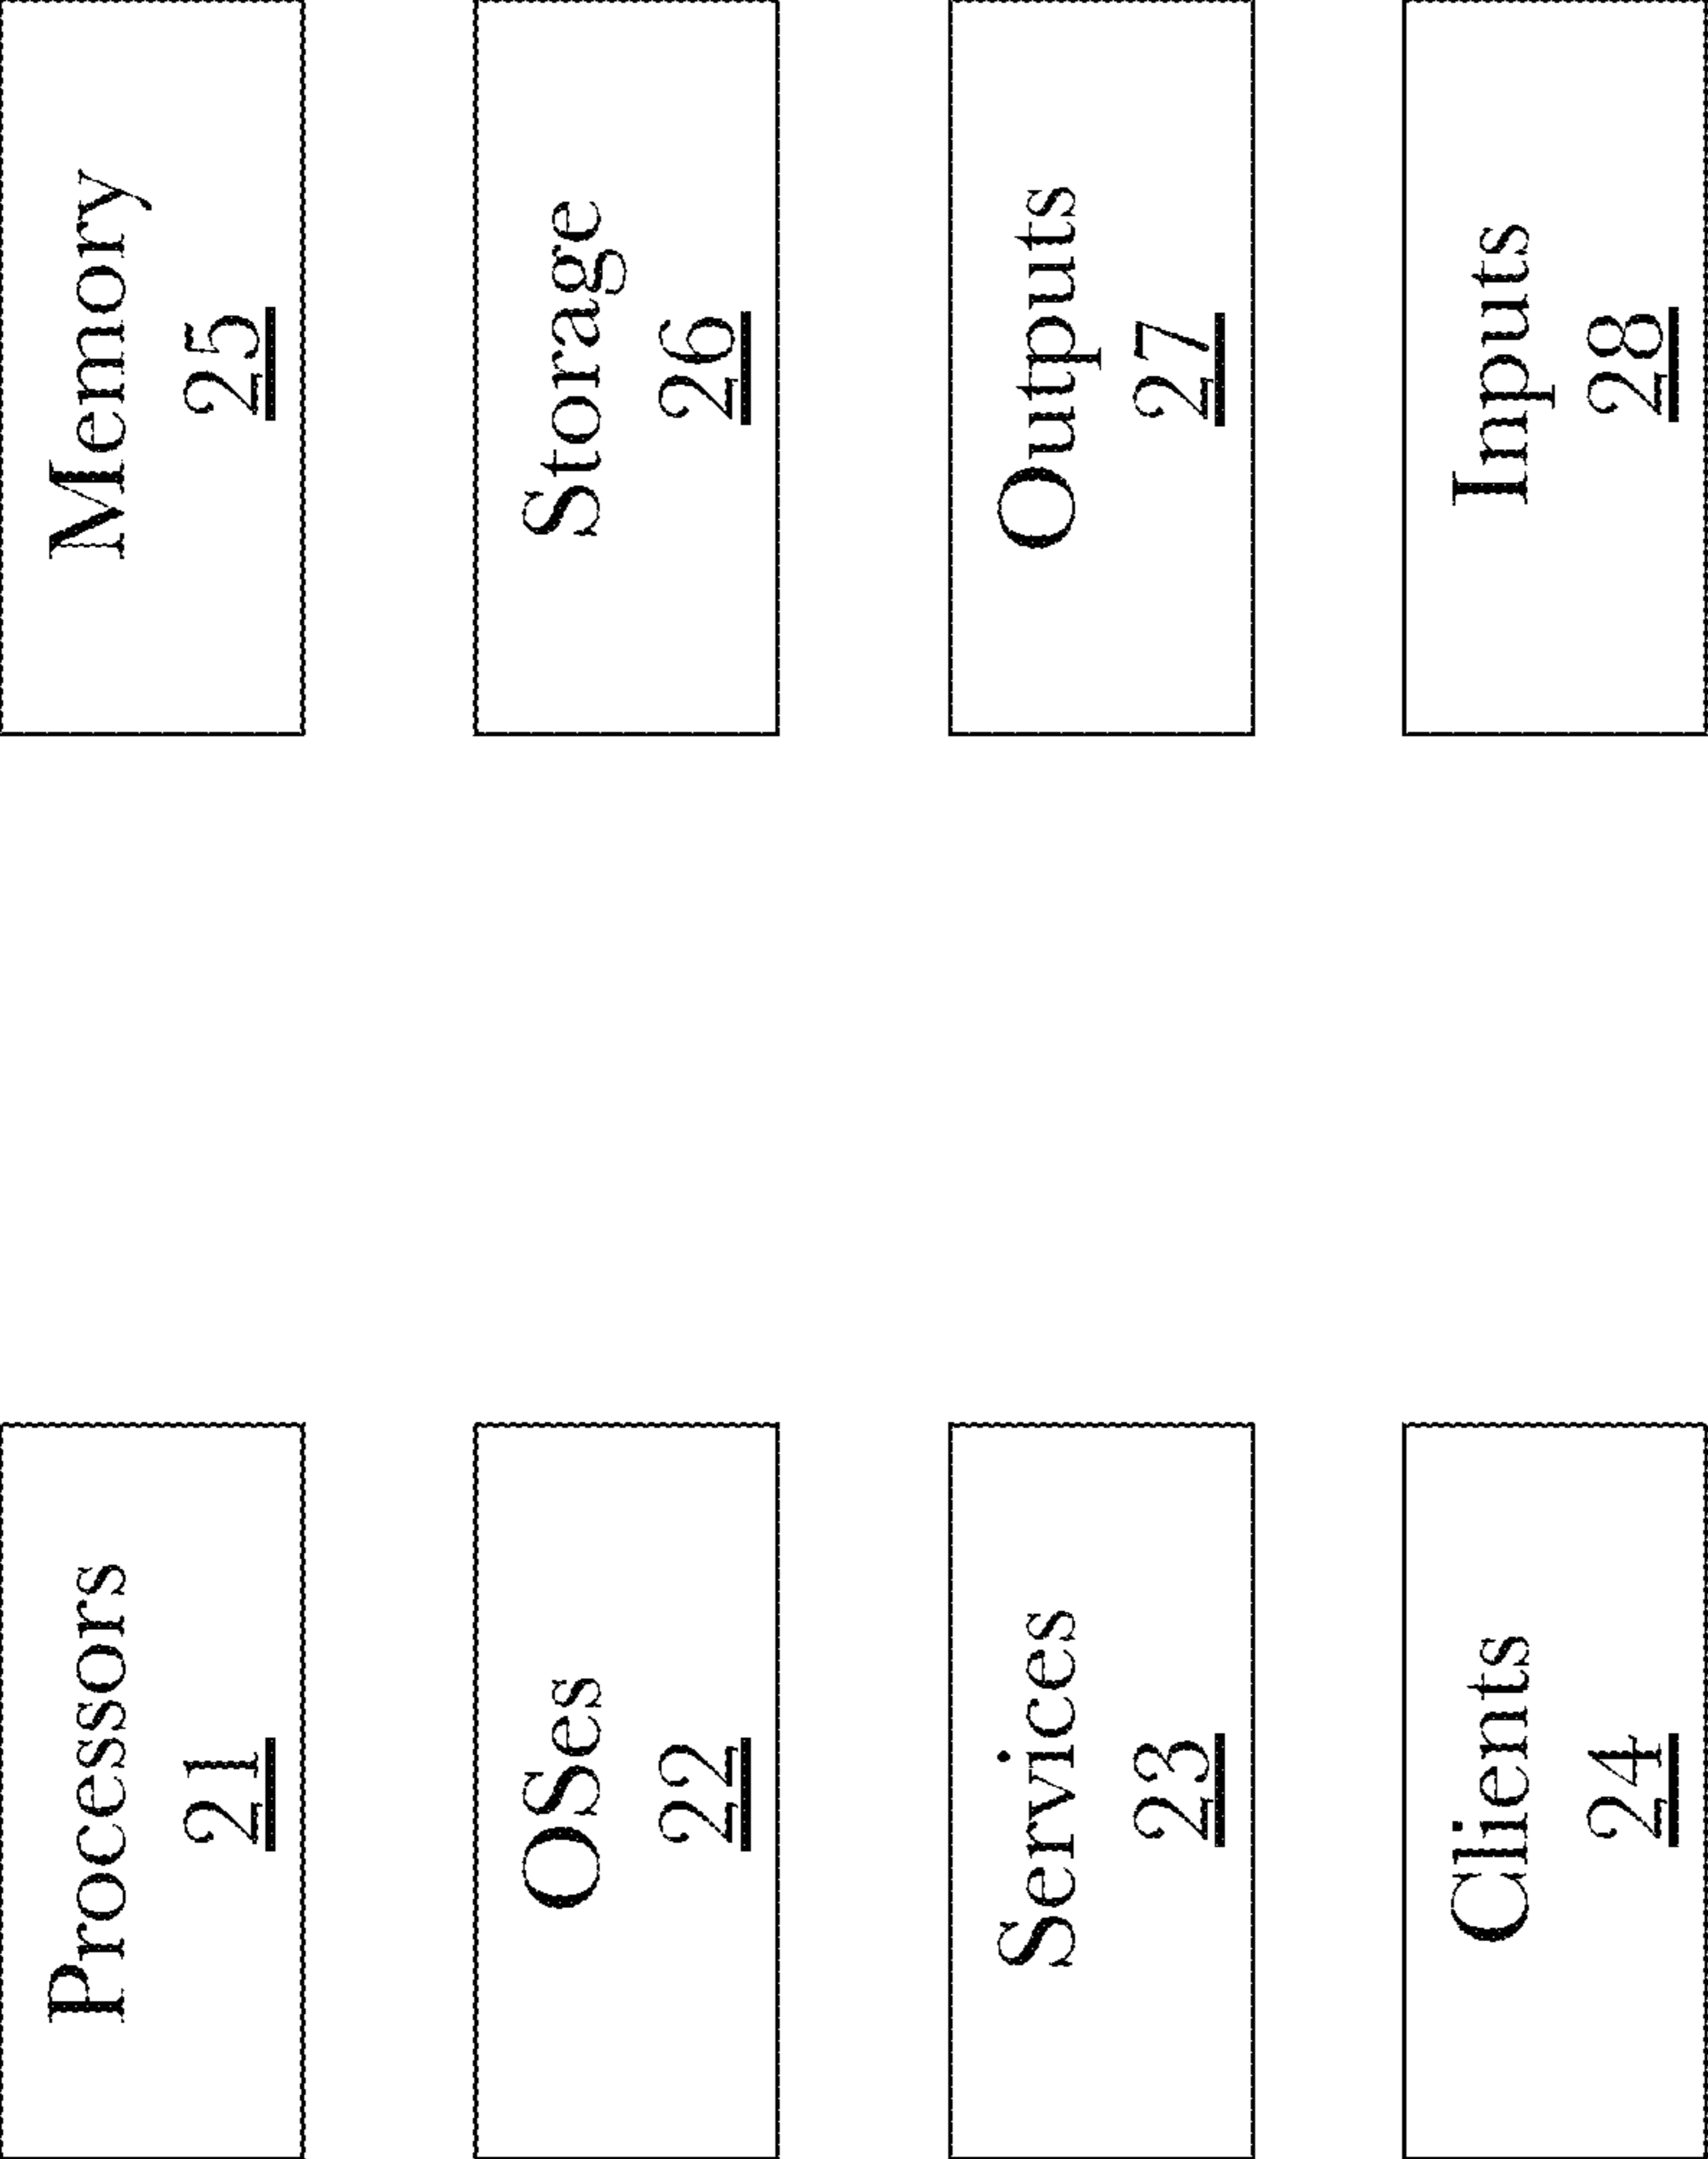 Processors
21
OSes
22
Services
23
Clients
24
Memory
25
Storage
26
Outputs
27
Inputs
28